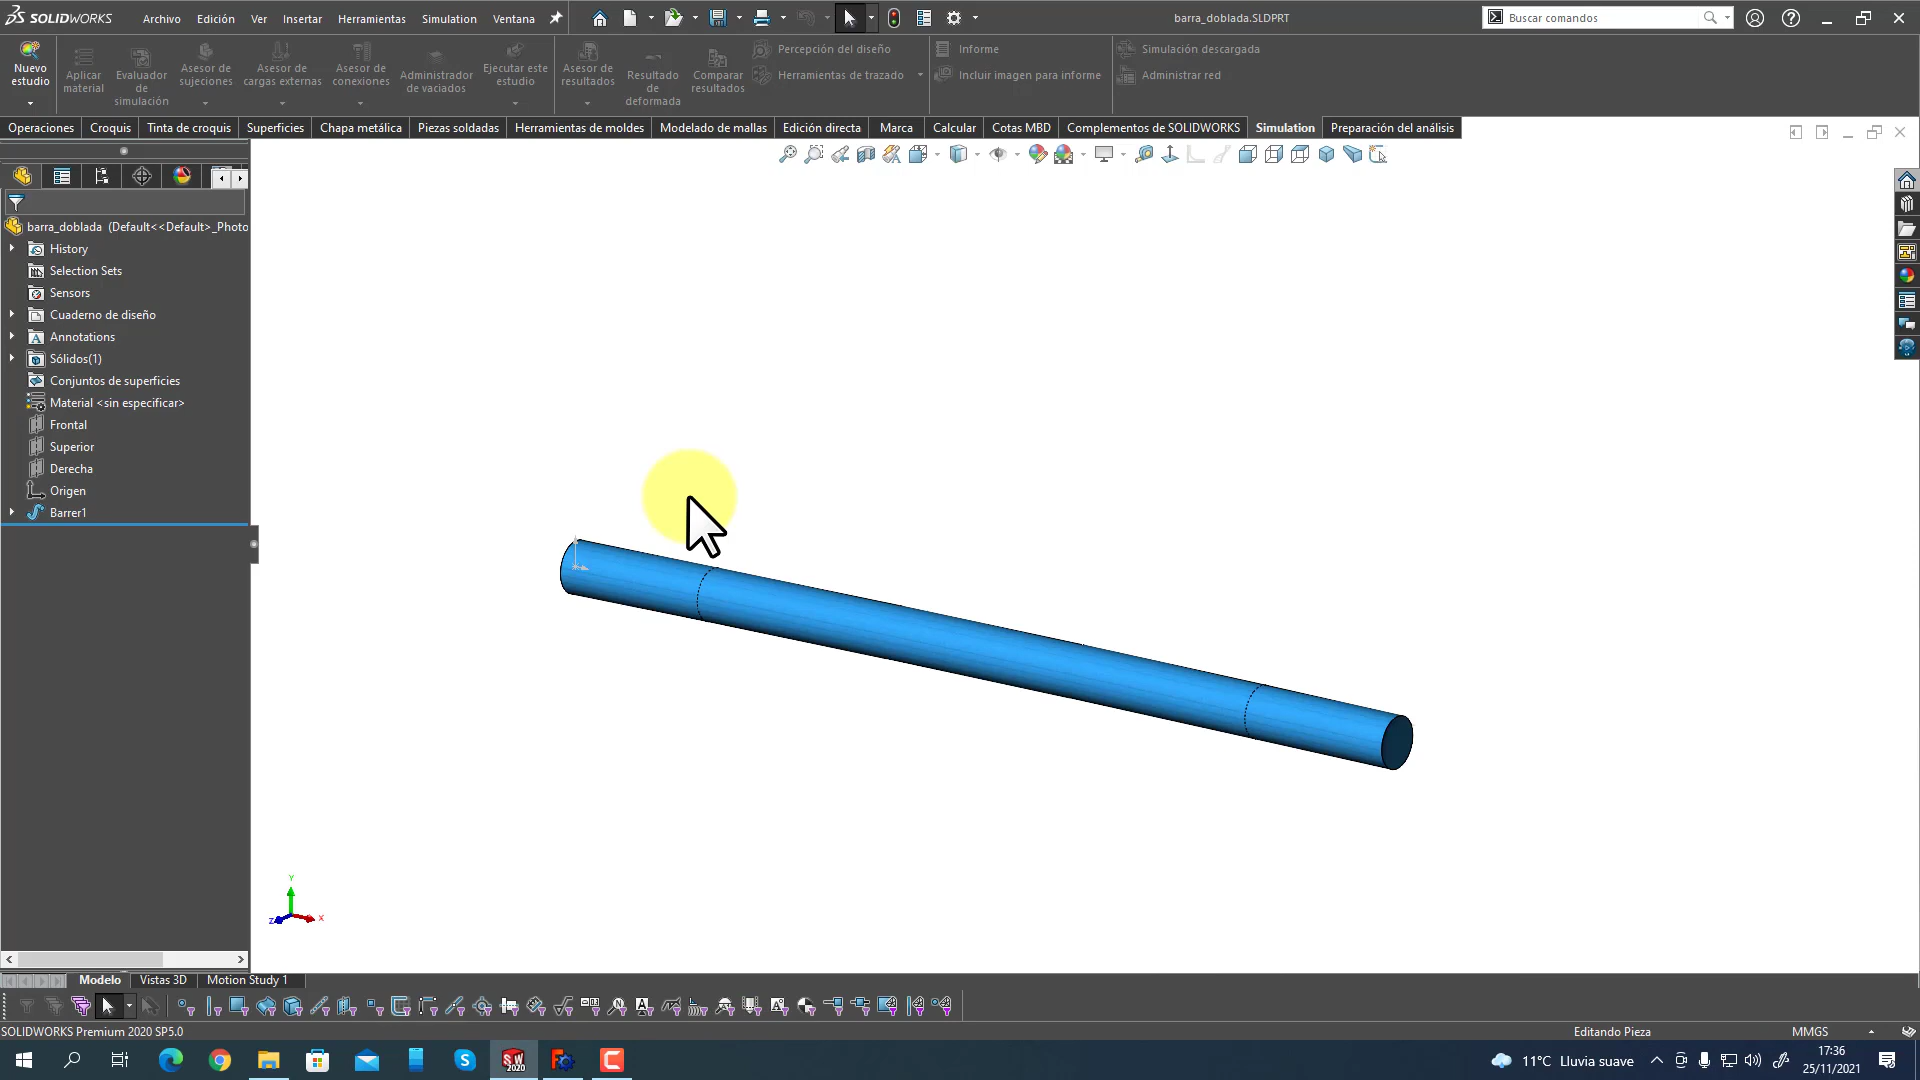 SOLIDWORKS
Archivo Edición Ver Insertar Herramientas Simulation Ventana
barra_doblada.SLDPRT
Buscar comandos
Nuevo
estudio
Aplicar
material
Evaluador
de
simulación
Asesor de
sujeciones
Asesor de
cargas externas
Asesor de
conexiones
Administrador
de vaciados
Ejecutar este
estudio
Asesor de
resultados
Resultado
de
deformada
Comparar
resultados
Percepción del diseño
Herramientas de trazado
Informe
Incluir imagen para informe
Simulación descargada
Administrar red
Operaciones Croquis Tinta de croquis Superficies Chapa metálica Piezas soldadas Herramientas de moldes Modelado de mallas Edición directa Marca Calcular Cotas MBD Complementos de SOLIDWORKS Simulation Preparación del análisis
barra_doblada (Default<<Default>_Photo
History
Selection Sets
Sensors
Cuaderno de diseño
Annotations
Sólidos(1)
Conjuntos de superficies
Material <sin especificar>
Frontal
Superior
Derecha
Origen
Barrer1
Y
Z
X
Modelo Vistas 3D Motion Study 1
SOLIDWORKS Premium 2020 SP5.0
Editando Pieza
MMGS
11°C Lluvia suave
17:36
25/11/2021